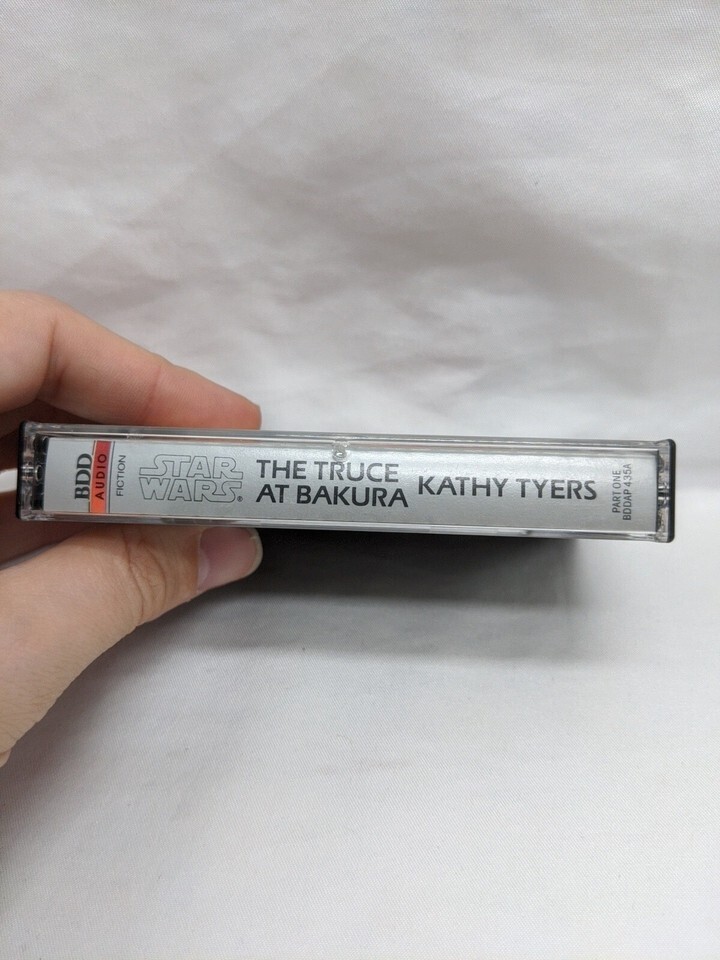 BDD
AUDIO
FICTION
STAR
WARS®
THE TRUCE
AT BAKURA
KATHY TYERS
PART ONE
BDDAP 435A